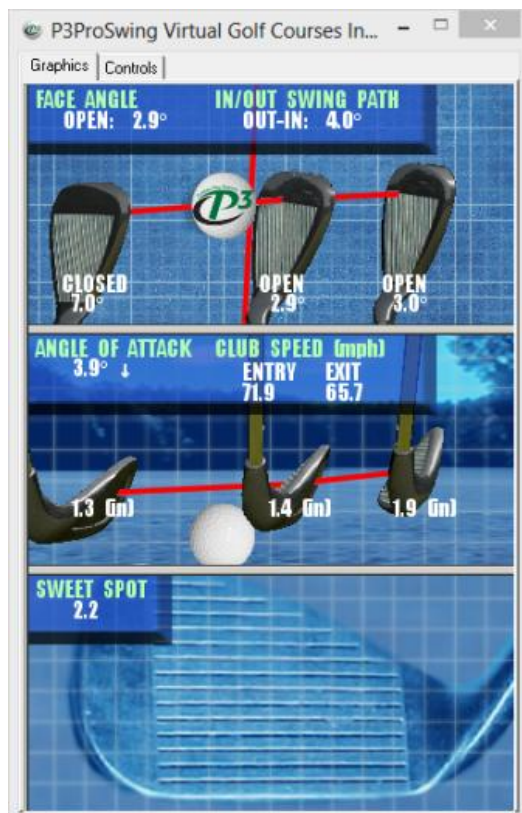 P3ProSwing Virtual Golf Courses In...
Graphics Controls
FACE ANGLE IN/OUT SWING PATH
OPEN: 2.9° OUT-IN: 4.0°
P3
CLOSED OPEN OPEN
7.0° 2.9° 3.0°
ANGLE OF ATTACK CLUB SPEED (mph)
3.9° ↓ ENTRY EXIT
71.9 65.7
1.3 (in) 1.4 (in) 1.9 (in)
SWEET SPOT
2.2